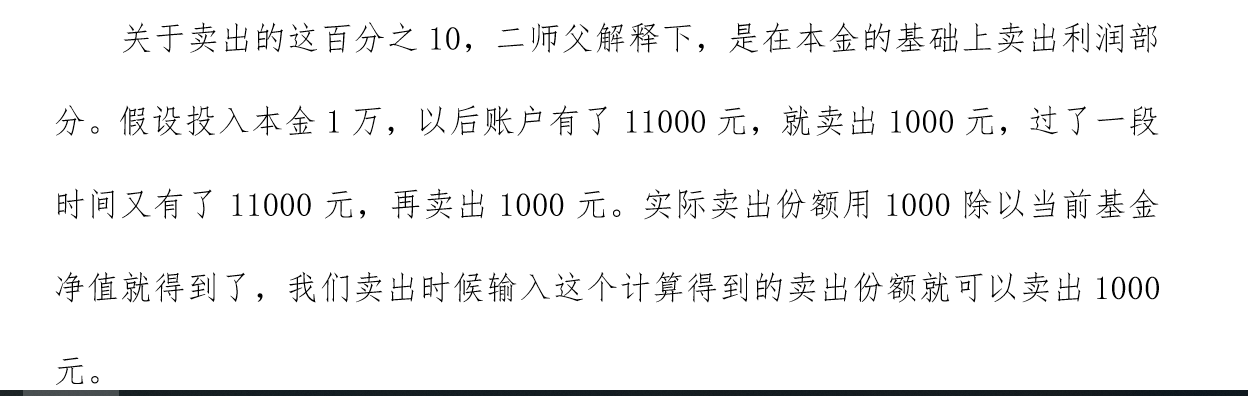 关于卖出的这百分之 10，二师父解释下，是在本金的基础上卖出利润部
分。假设投入本金 1 万，以后账户有了 11000 元，就卖出 1000 元，过了一段
时间又有了 11000 元，再卖出 1000 元。实际卖出份额用 1000 除以当前基金
净值就得到了，我们卖出时候输入这个计算得到的卖出份额就可以卖出 1000
元。